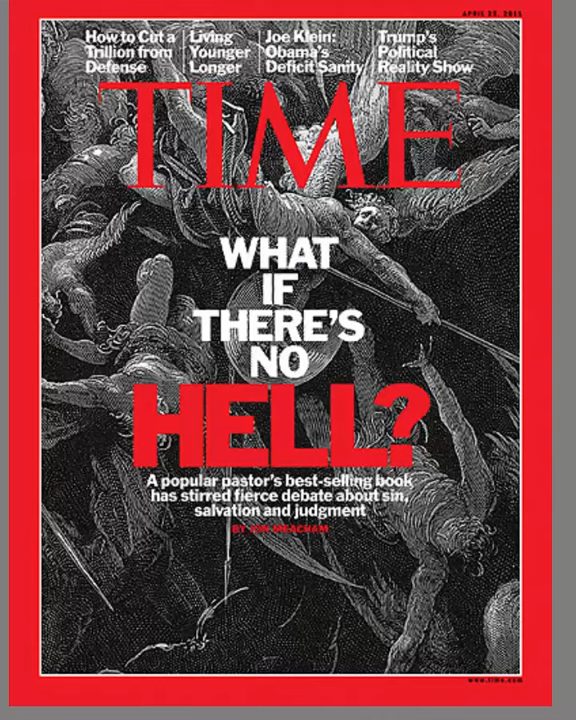 APRIL 25, 2011
How to Cut a
Trillion from
Defense
Living
Younger
Longer
Joe Klein:
Obama's
Deficit Sanity
Trump's
Political
Reality Show
TIME
WHAT
IF
THERE'S
NO
HELL?
A popular pastor's best-selling book
has stirred fierce debate about sin,
salvation and judgment
BY JON MEACHAM
www.time.com